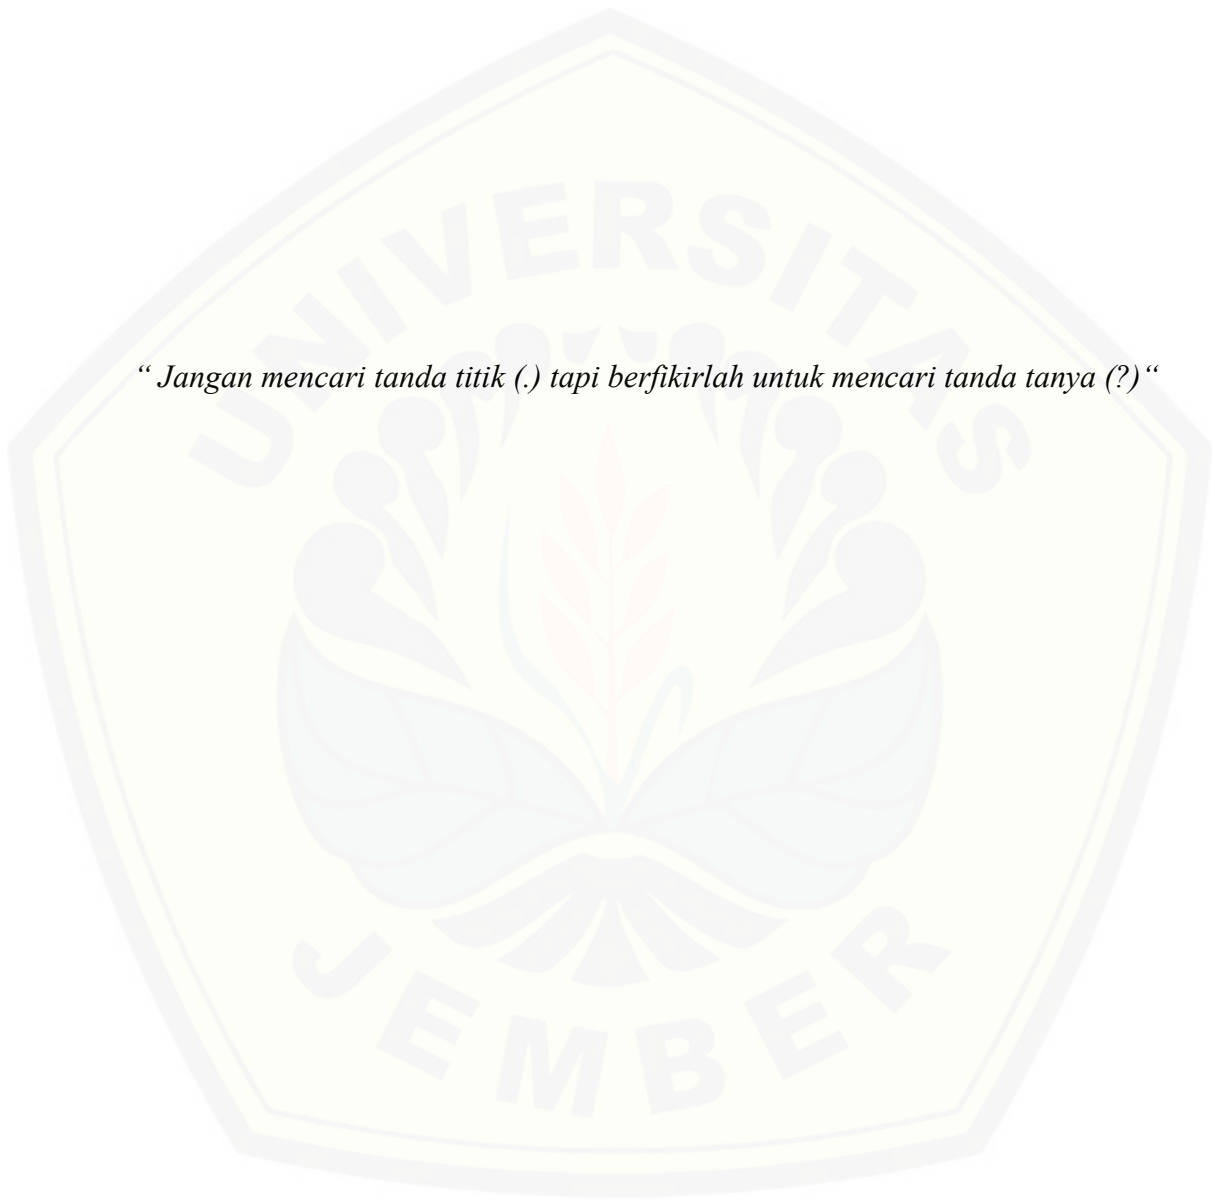 UNIVERSITAS
“ Jangan mencari tanda titik (.) tapi berfikirlah untuk mencari tanda tanya (?)“
JEMBER